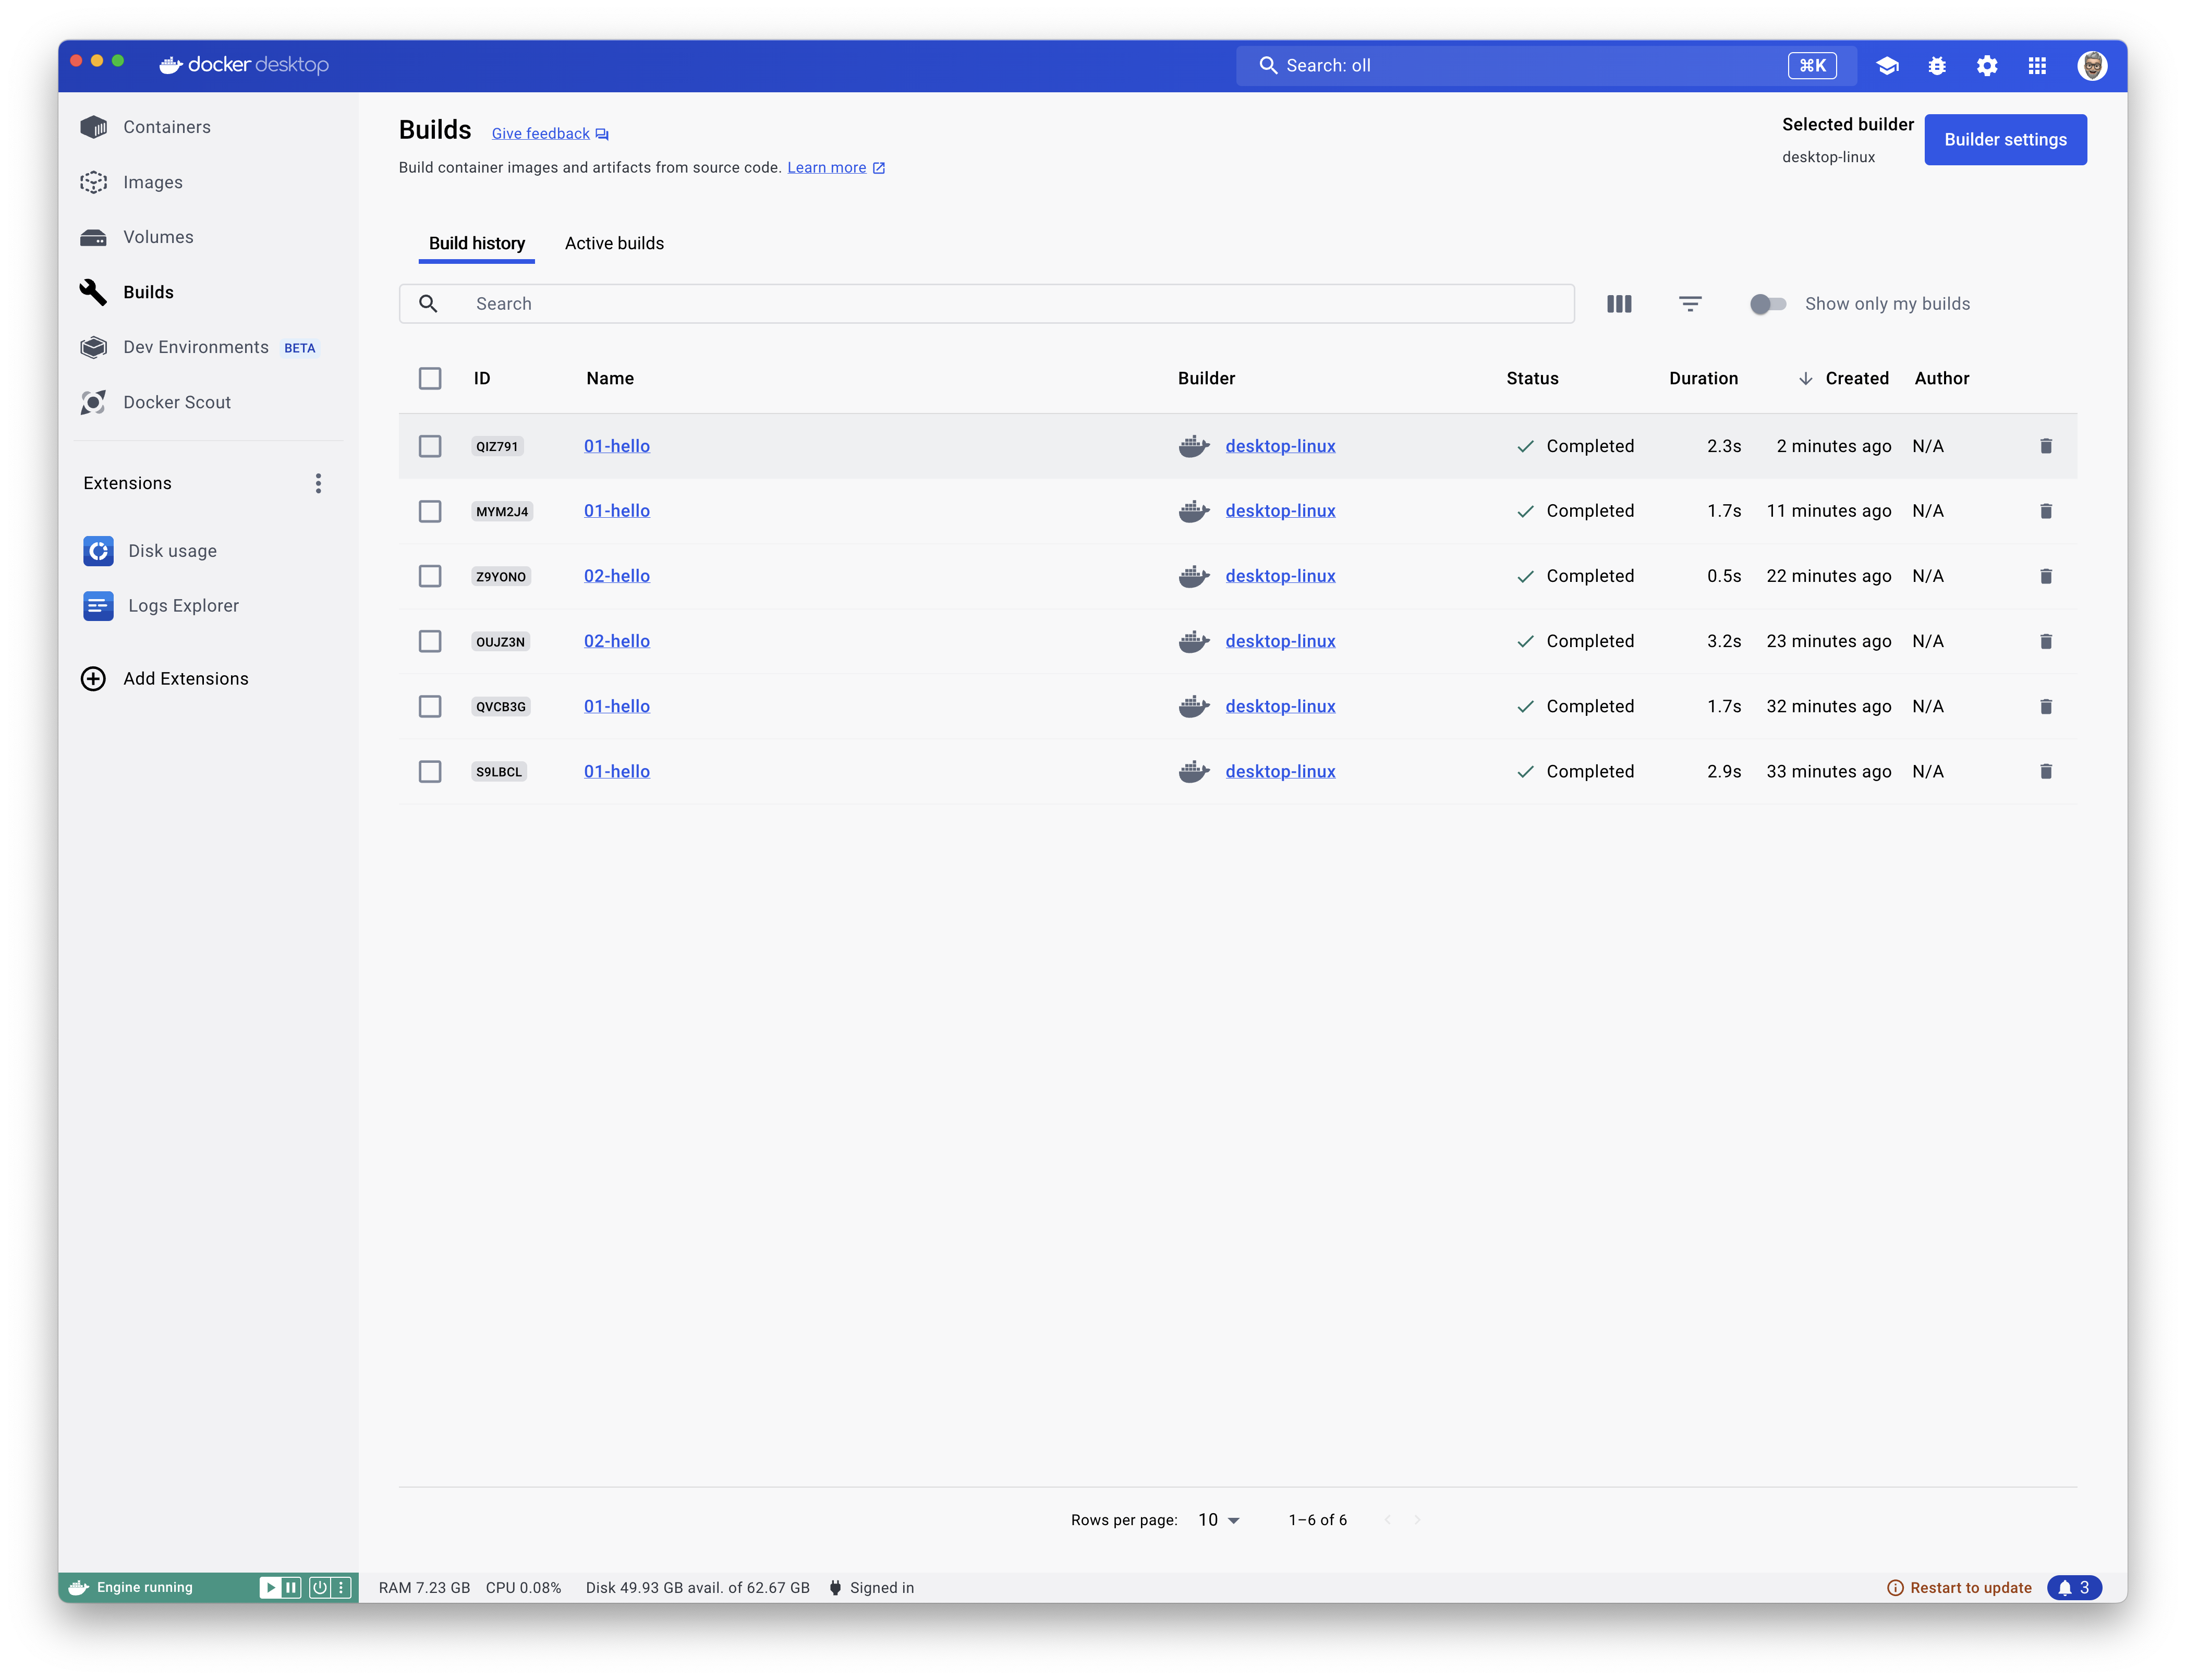 docker desktop
Search: oll
⌘K
Containers
Images
Volumes
Builds
Dev Environments BETA
Docker Scout
Extensions
Disk usage
Logs Explorer
Add Extensions
Builds Give feedback
Build container images and artifacts from source code. Learn more
Selected builder
desktop-linux
Builder settings
Build history Active builds
Search
Show only my builds
ID Name Builder Status Duration Created Author
QIZ791 01-hello desktop-linux Completed 2.3s 2 minutes ago N/A
MYM2J4 01-hello desktop-linux Completed 1.7s 11 minutes ago N/A
Z9YONO 02-hello desktop-linux Completed 0.5s 22 minutes ago N/A
OUJZ3N 02-hello desktop-linux Completed 3.2s 23 minutes ago N/A
QVCB3G 01-hello desktop-linux Completed 1.7s 32 minutes ago N/A
S9LBCL 01-hello desktop-linux Completed 2.9s 33 minutes ago N/A
Rows per page: 10 1–6 of 6
Engine running
RAM 7.23 GB CPU 0.08% Disk 49.93 GB avail. of 62.67 GB Signed in
Restart to update
3